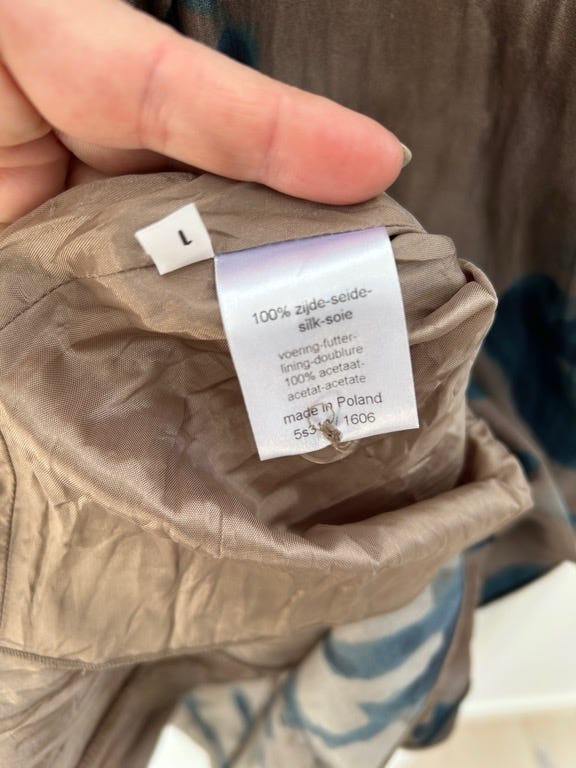 L
100% zijde-seide-
silk-soie
voering-futter-
lining-doublure
100% acetaat-
acetat-acetate
made in Poland
/ 1606